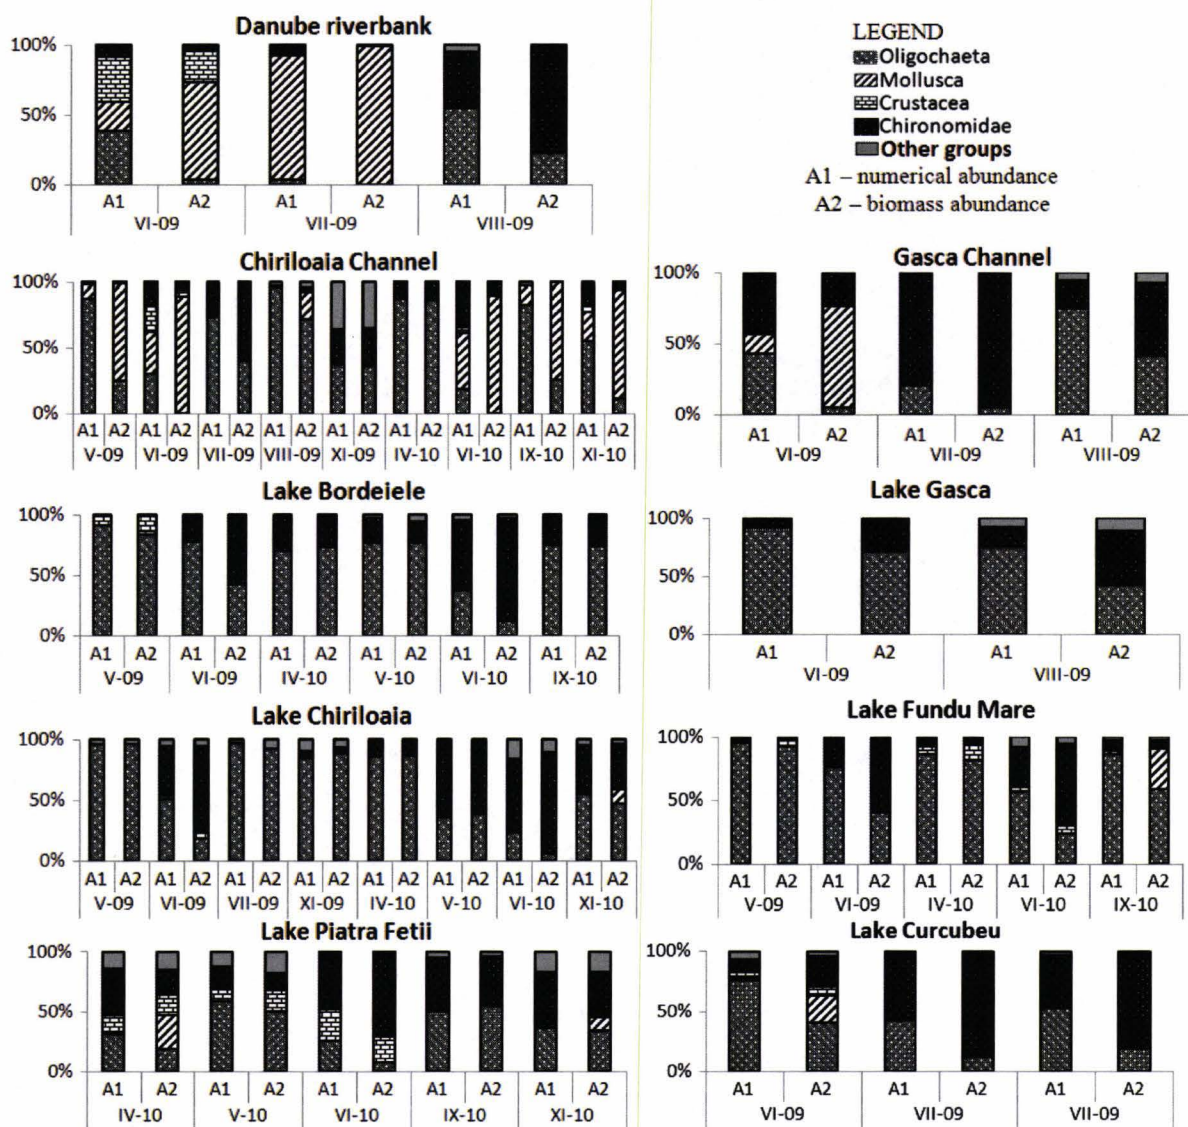 Danube riverbank
100%
50%
0%
A1 A2 A1 A2 A1 A2
VI-09 VII-09 VIII-09
LEGEND
Oligochaeta
Mollusca
Crustacea
Chironomidae
Other groups
A1 – numerical abundance
A2 – biomass abundance
Chiriloaia Channel
100%
50%
0%
A1 A2 A1 A2 A1 A2 A1 A2 A1 A2 A1 A2 A1 A2 A1 A2 A1 A2
V-09 VI-09 VII-09 VIII-09 XI-09 IV-10 VI-10 IX-10 XI-10
Gasca Channel
100%
50%
0%
A1 A2 A1 A2 A1 A2
VI-09 VII-09 VIII-09
Lake Bordeiele
100%
50%
0%
A1 A2 A1 A2 A1 A2 A1 A2 A1 A2 A1 A2
V-09 VI-09 IV-10 V-10 VI-10 IX-10
Lake Gasca
100%
50%
0%
A1 A2 A1 A2
VI-09 VIII-09
Lake Chiriloaia
100%
50%
0%
A1 A2 A1 A2 A1 A2 A1 A2 A1 A2 A1 A2 A1 A2 A1 A2
V-09 VI-09 VII-09 XI-09 IV-10 V-10 VI-10 XI-10
Lake Fundu Mare
100%
50%
0%
A1 A2 A1 A2 A1 A2 A1 A2 A1 A2
V-09 VI-09 IV-10 VI-10 IX-10
Lake Piatra Fetii
100%
50%
0%
A1 A2 A1 A2 A1 A2 A1 A2 A1 A2
IV-10 V-10 VI-10 IX-10 XI-10
Lake Curcubeu
100%
50%
0%
A1 A2 A1 A2 A1 A2
VI-09 VII-09 VII-09